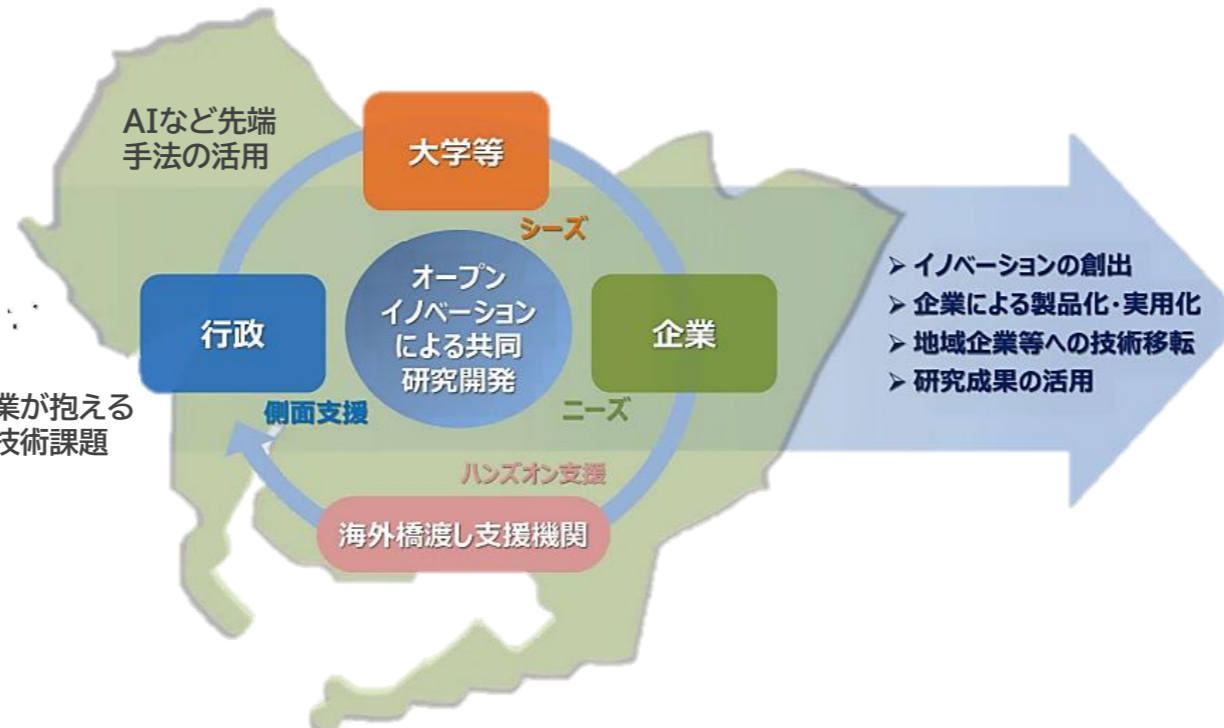 AIなど先端
手法の活用
大学等
シーズ
オープン
イノベーション
による共同
研究開発
行政
側面支援
企業
ニーズ
業が抱える
技術課題
ハンズオン支援
海外橋渡し支援機関
➢ イノベーションの創出
➢ 企業による製品化・実用化
➢ 地域企業等への技術移転
➢ 研究成果の活用